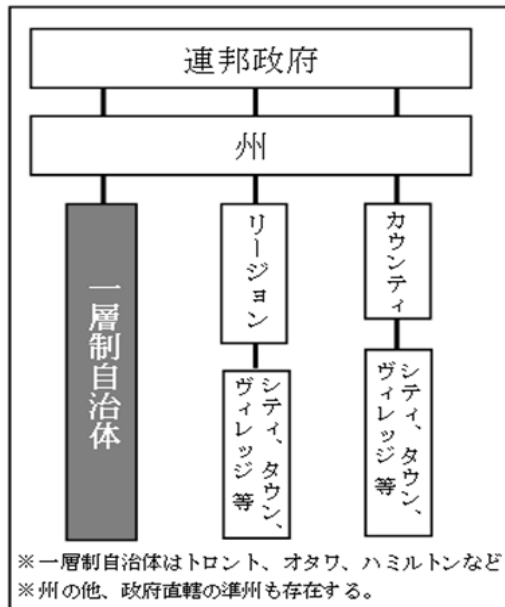 連邦政府
州
一層制自治体
リージョン
シティ、タウン、
ヴィレッジ 等
カウンティ
シティ、タウン、
ヴィレッジ 等
※一層制自治体はトロント、オタワ、ハミルトンなど
※州の他、政府直轄の準州も存在する。